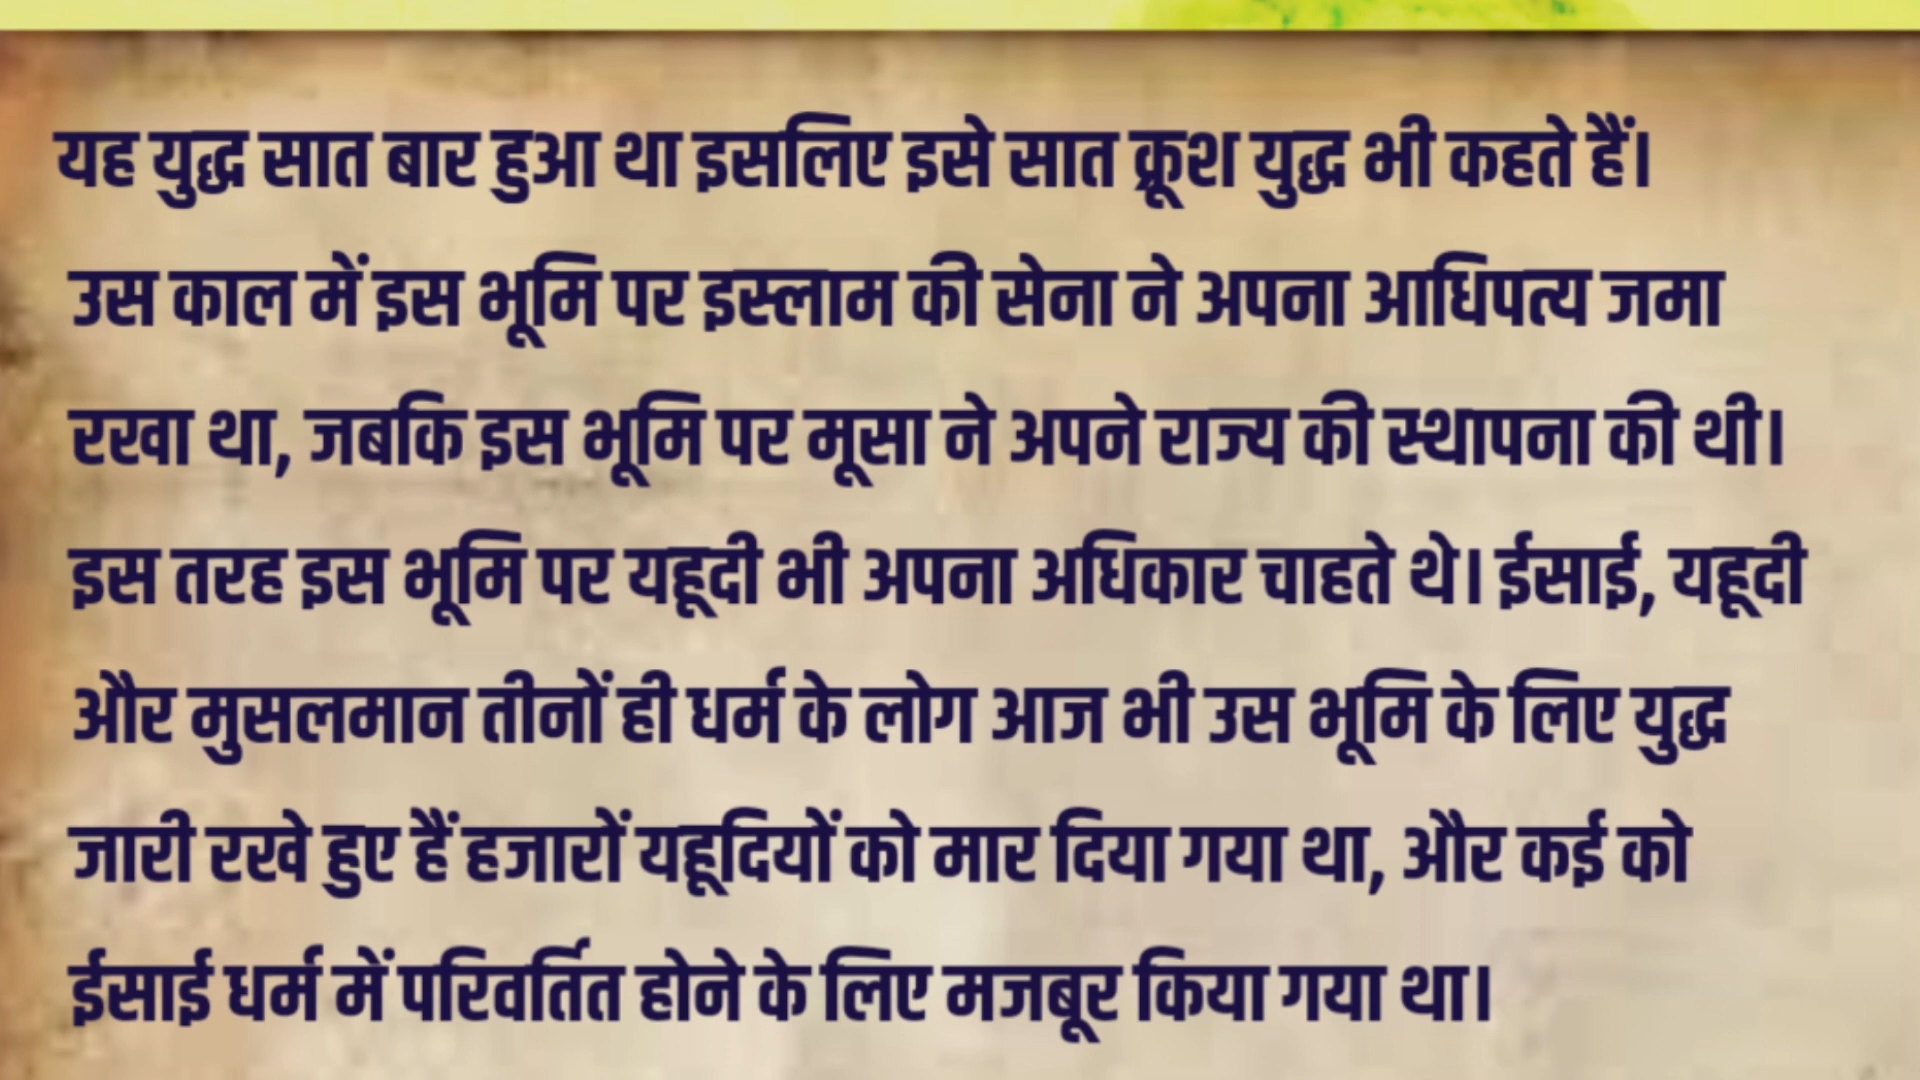 यह युद्ध सात बार हुआ था इसलिए इसे सात क्रूश युद्ध भी कहते हैं।
उस काल में इस भूमि पर इस्लाम की सेना ने अपना आधिपत्य जमा
रखा था, जबकि इस भूमि पर मूसा ने अपने राज्य की स्थापना की थी।
इस तरह इस भूमि पर यहूदी भी अपना अधिकार चाहते थे। ईसाई, यहूदी
और मुसलमान तीनों ही धर्म के लोग आज भी उस भूमि के लिए युद्ध
जारी रखे हुए हैं हजारों यहूदियों को मार दिया गया था, और कई को
ईसाई धर्म में परिवर्तित होने के लिए मजबूर किया गया था।